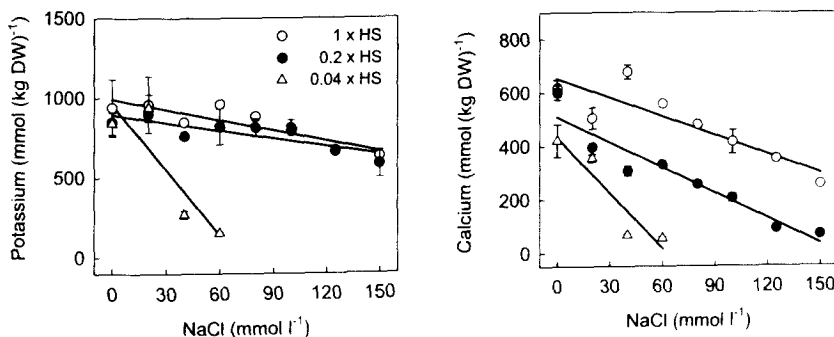 Potassium (mmol (kg DW)⁻¹)
1500
1000
500
0
1 x HS
0.2 x HS
0.04 x HS
0 30 60 90 120 150
NaCl (mmol l⁻¹)
Calcium (mmol (kg DW)⁻¹)
800
600
400
200
0
0 30 60 90 120 150
NaCl (mmol l⁻¹)